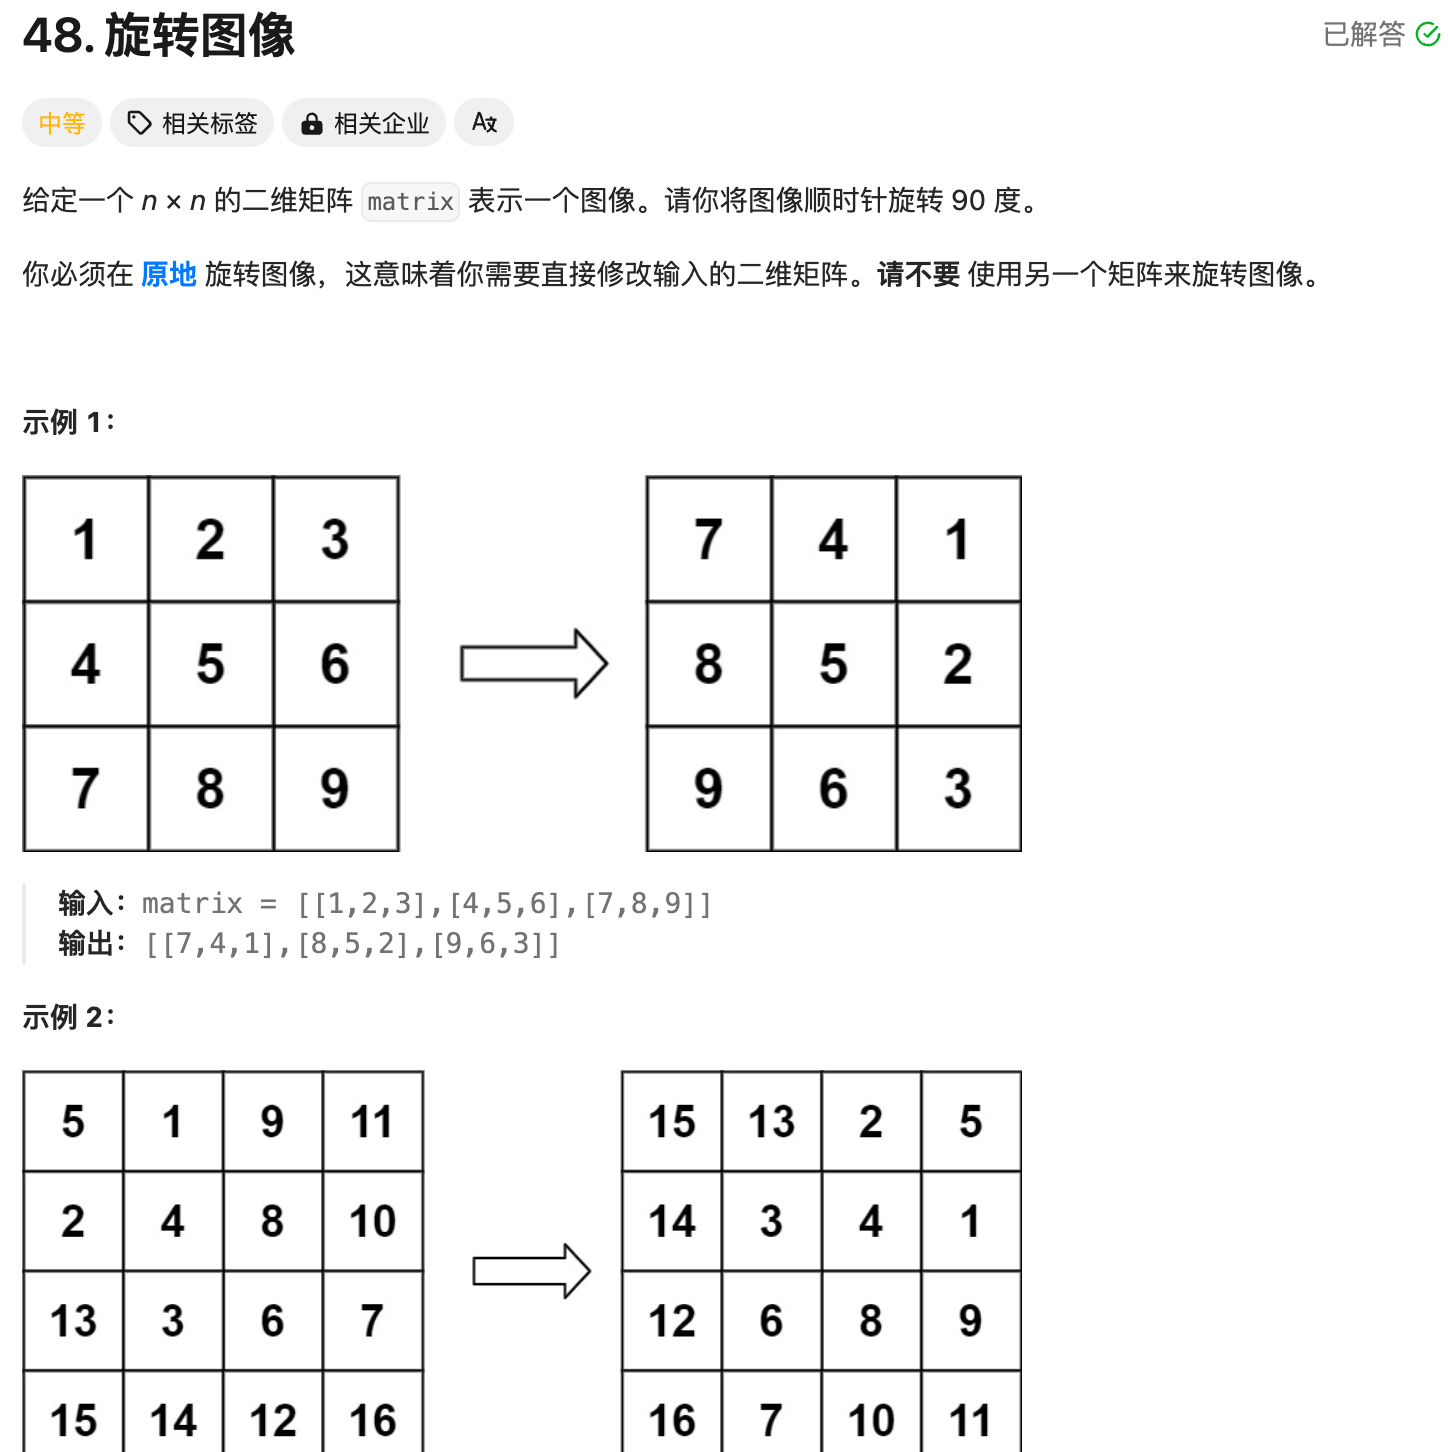 48. 旋转图像
已解答
中等 相关标签 相关企业
给定一个 n × n 的二维矩阵 matrix 表示一个图像。请你将图像顺时针旋转 90 度。
你必须在 原地 旋转图像，这意味着你需要直接修改输入的二维矩阵。请不要 使用另一个矩阵来旋转图像。
示例 1：
1 2 3
4 5 6
7 8 9
7 4 1
8 5 2
9 6 3
输入：matrix = [[1,2,3],[4,5,6],[7,8,9]]
输出：[[7,4,1],[8,5,2],[9,6,3]]
示例 2：
5 1 9 11
2 4 8 10
13 3 6 7
15 14 12 16
15 13 2 5
14 3 4 1
12 6 8 9
16 7 10 11